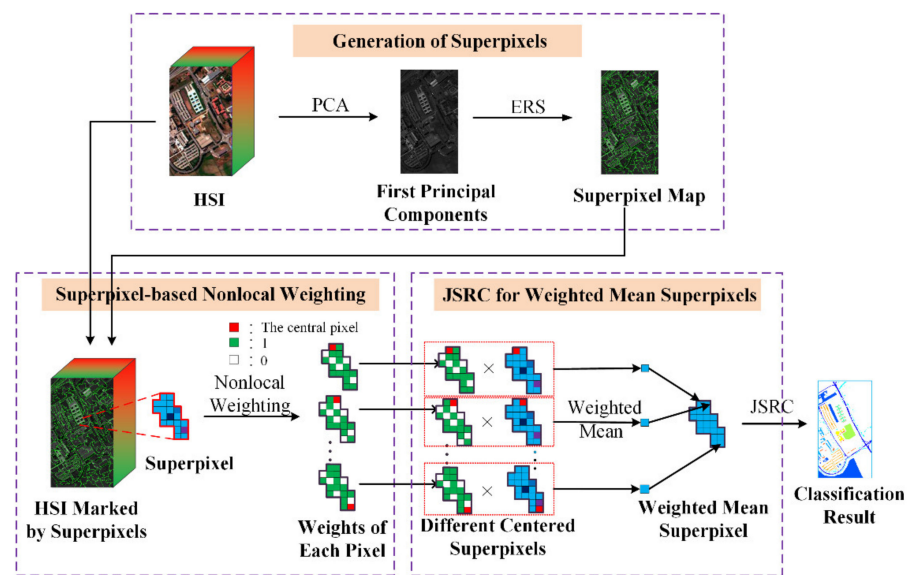 Generation of Superpixels
PCA
ERS
HSI
First Principal
Components
Superpixel Map
Superpixel-based Nonlocal Weighting
: The central pixel
: 1
: 0
Nonlocal
Weighting
Superpixel
HSI Marked
by Superpixels
Weights of
Each Pixel
JSRC for Weighted Mean Superpixels
×
×
×
Weighted
Mean
JSRC
Different Centered
Superpixels
Weighted Mean
Superpixel
Classification
Result